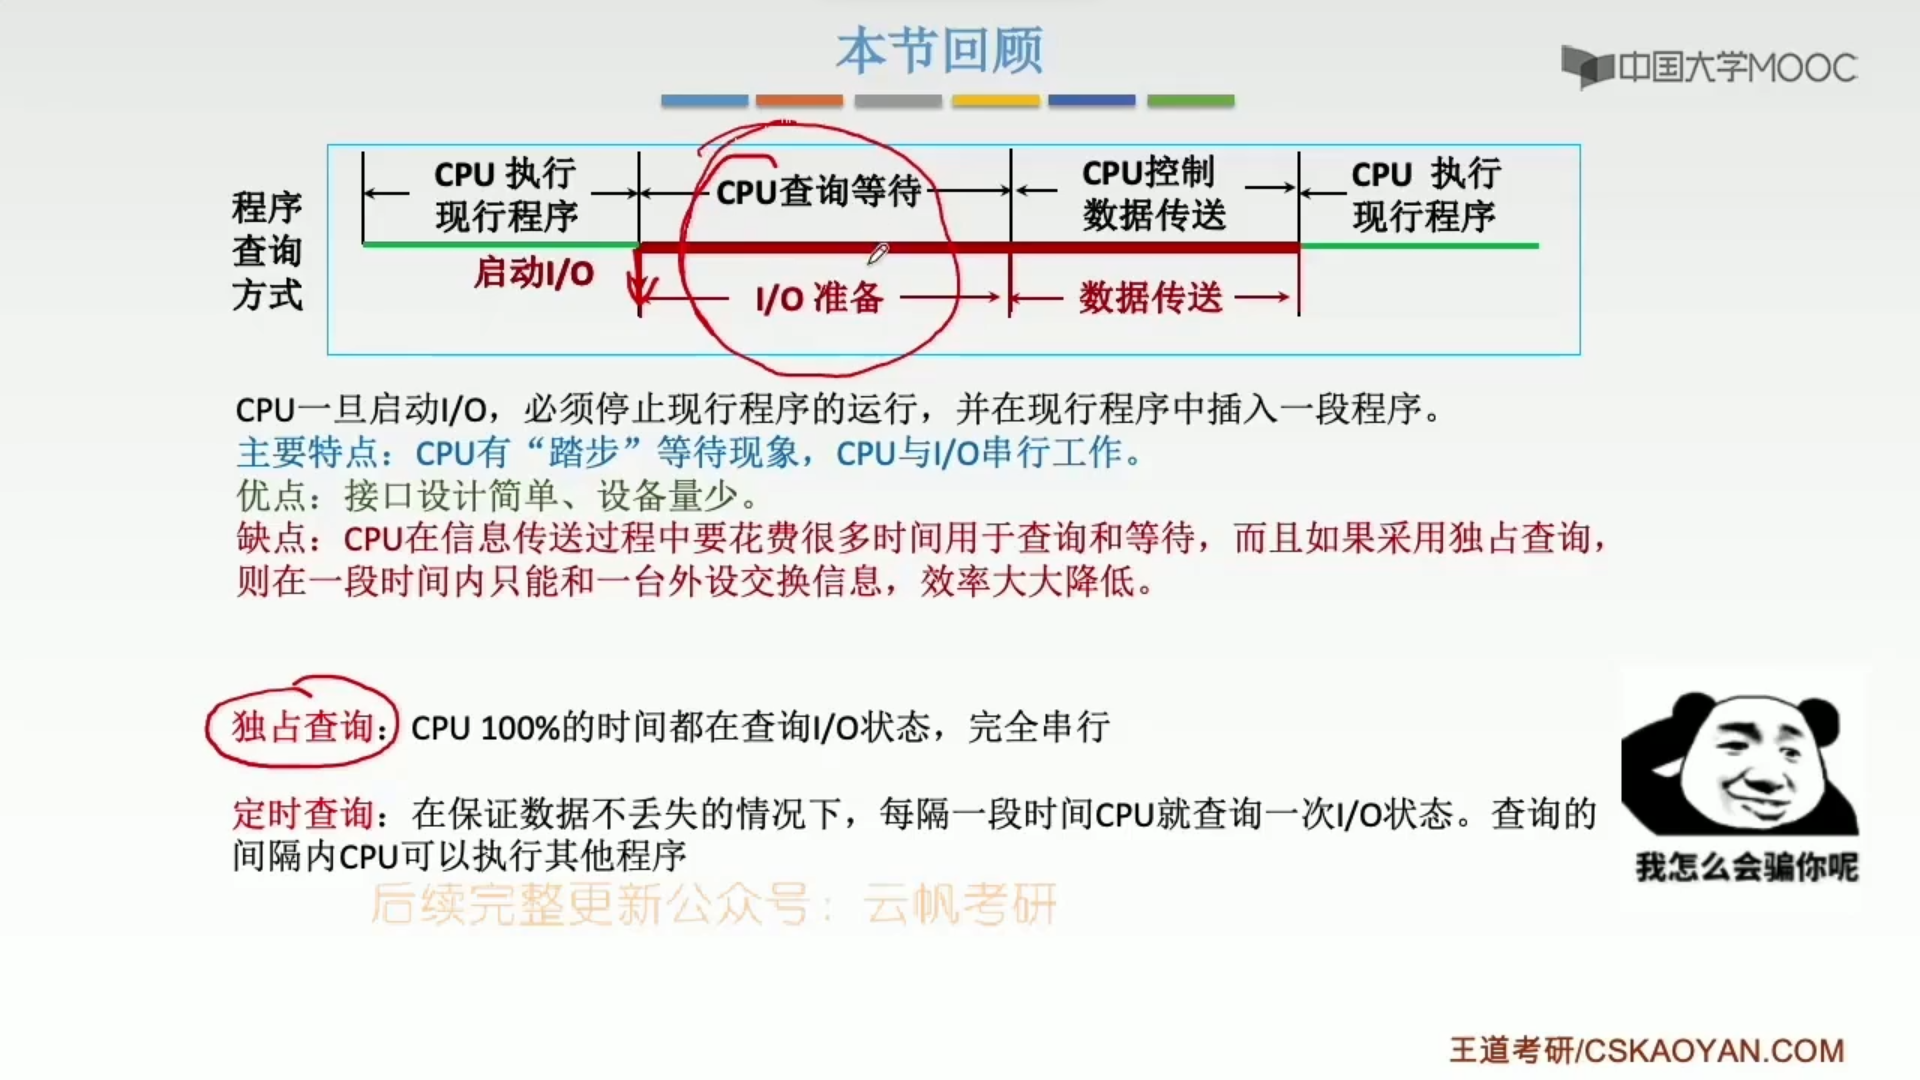 本节回顾
中国大学MOOC
程序
查询
方式
CPU 执行
现行程序
CPU查询等待
CPU控制
数据传送
CPU 执行
现行程序
启动I/O
I/O 准备
数据传送
CPU一旦启动I/O，必须停止现行程序的运行，并在现行程序中插入一段程序。
主要特点：CPU有“踏步”等待现象，CPU与I/O串行工作。
优点：接口设计简单、设备量少。
缺点：CPU在信息传送过程中要花费很多时间用于查询和等待，而且如果采用独占查询，
则在一段时间内只能和一台外设交换信息，效率大大降低。
独占查询：CPU 100%的时间都在查询I/O状态，完全串行
定时查询：在保证数据不丢失的情况下，每隔一段时间CPU就查询一次I/O状态。查询的
间隔内CPU可以执行其他程序
我怎么会骗你呢
后续完整更新公众号：云帆考研
王道考研/CSKAOYAN.COM